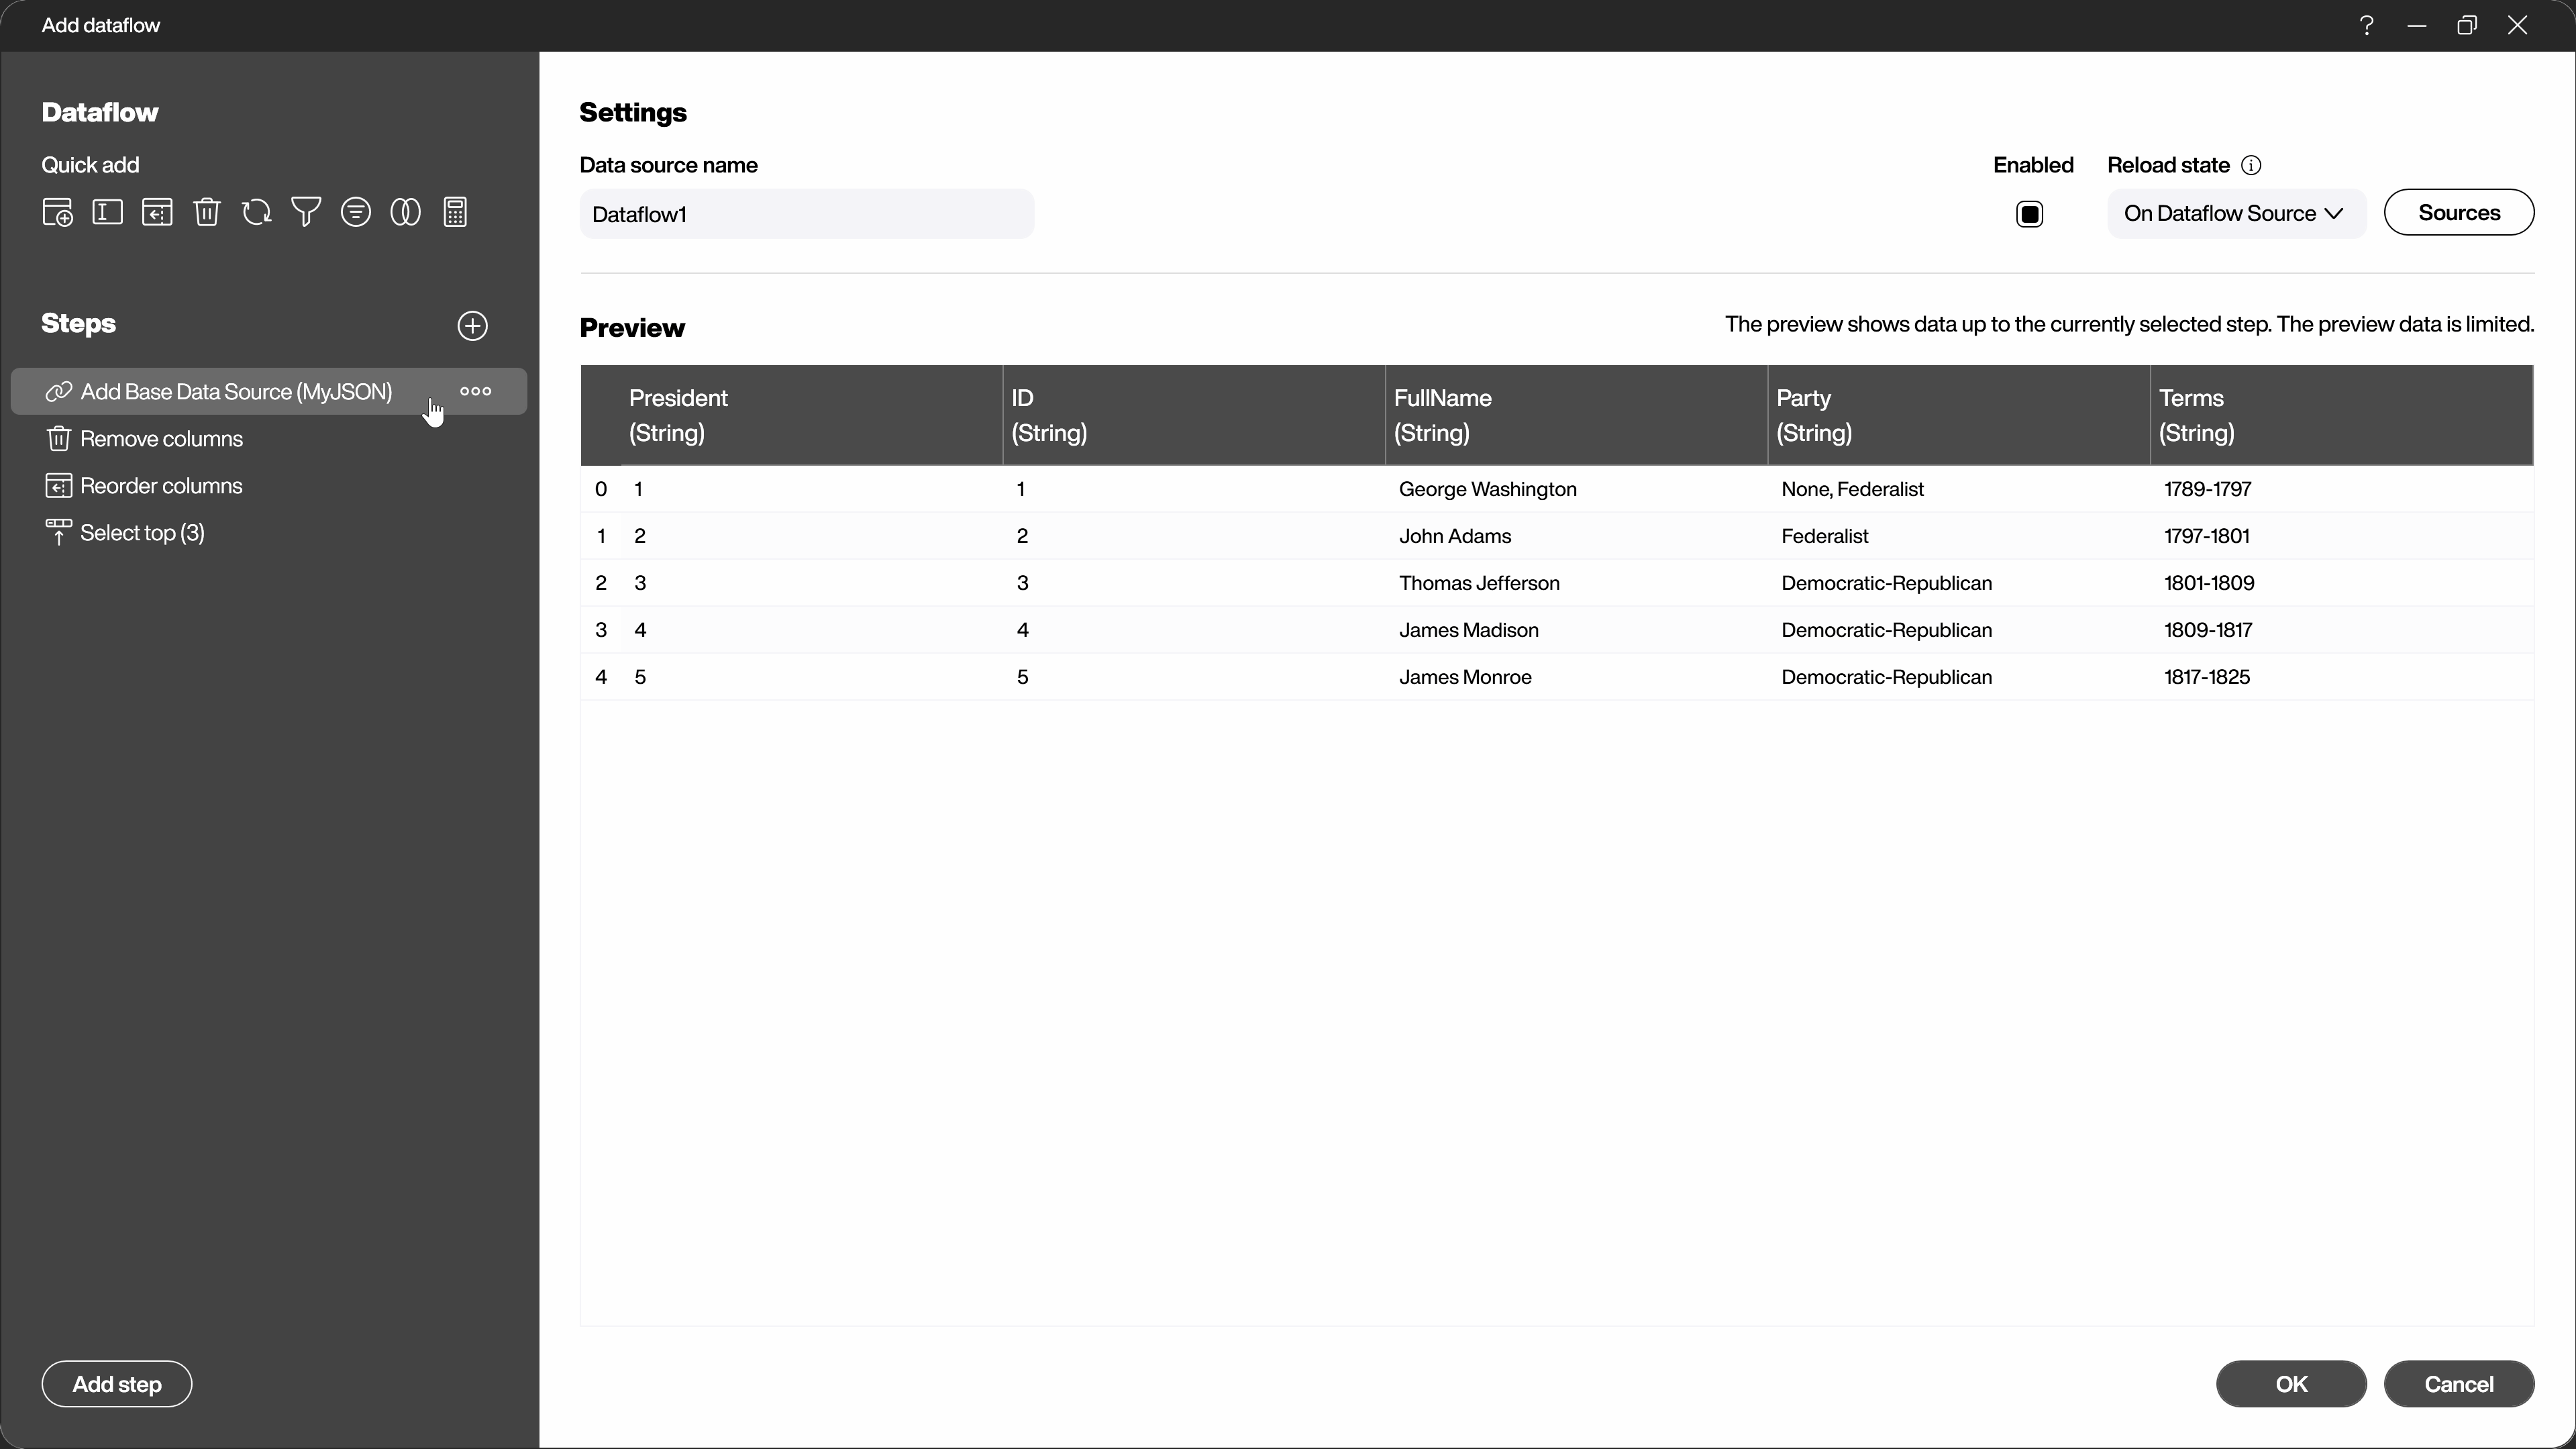 Add dataflow
Dataflow
Quick add
Steps
Add Base Data Source (MyJSON)
Remove columns
Reorder columns
Select top (3)
Add step
Settings
Data source name
Dataflow1
Enabled
Reload state
On Dataflow Source
Sources
Preview
The preview shows data up to the currently selected step. The preview data is limited.
President ID FullName Party Terms
(String) (String) (String) (String) (String)
0 1 1 George Washington None, Federalist 1789-1797
1 2 2 John Adams Federalist 1797-1801
2 3 3 Thomas Jefferson Democratic-Republican 1801-1809
3 4 4 James Madison Democratic-Republican 1809-1817
4 5 5 James Monroe Democratic-Republican 1817-1825
OK
Cancel